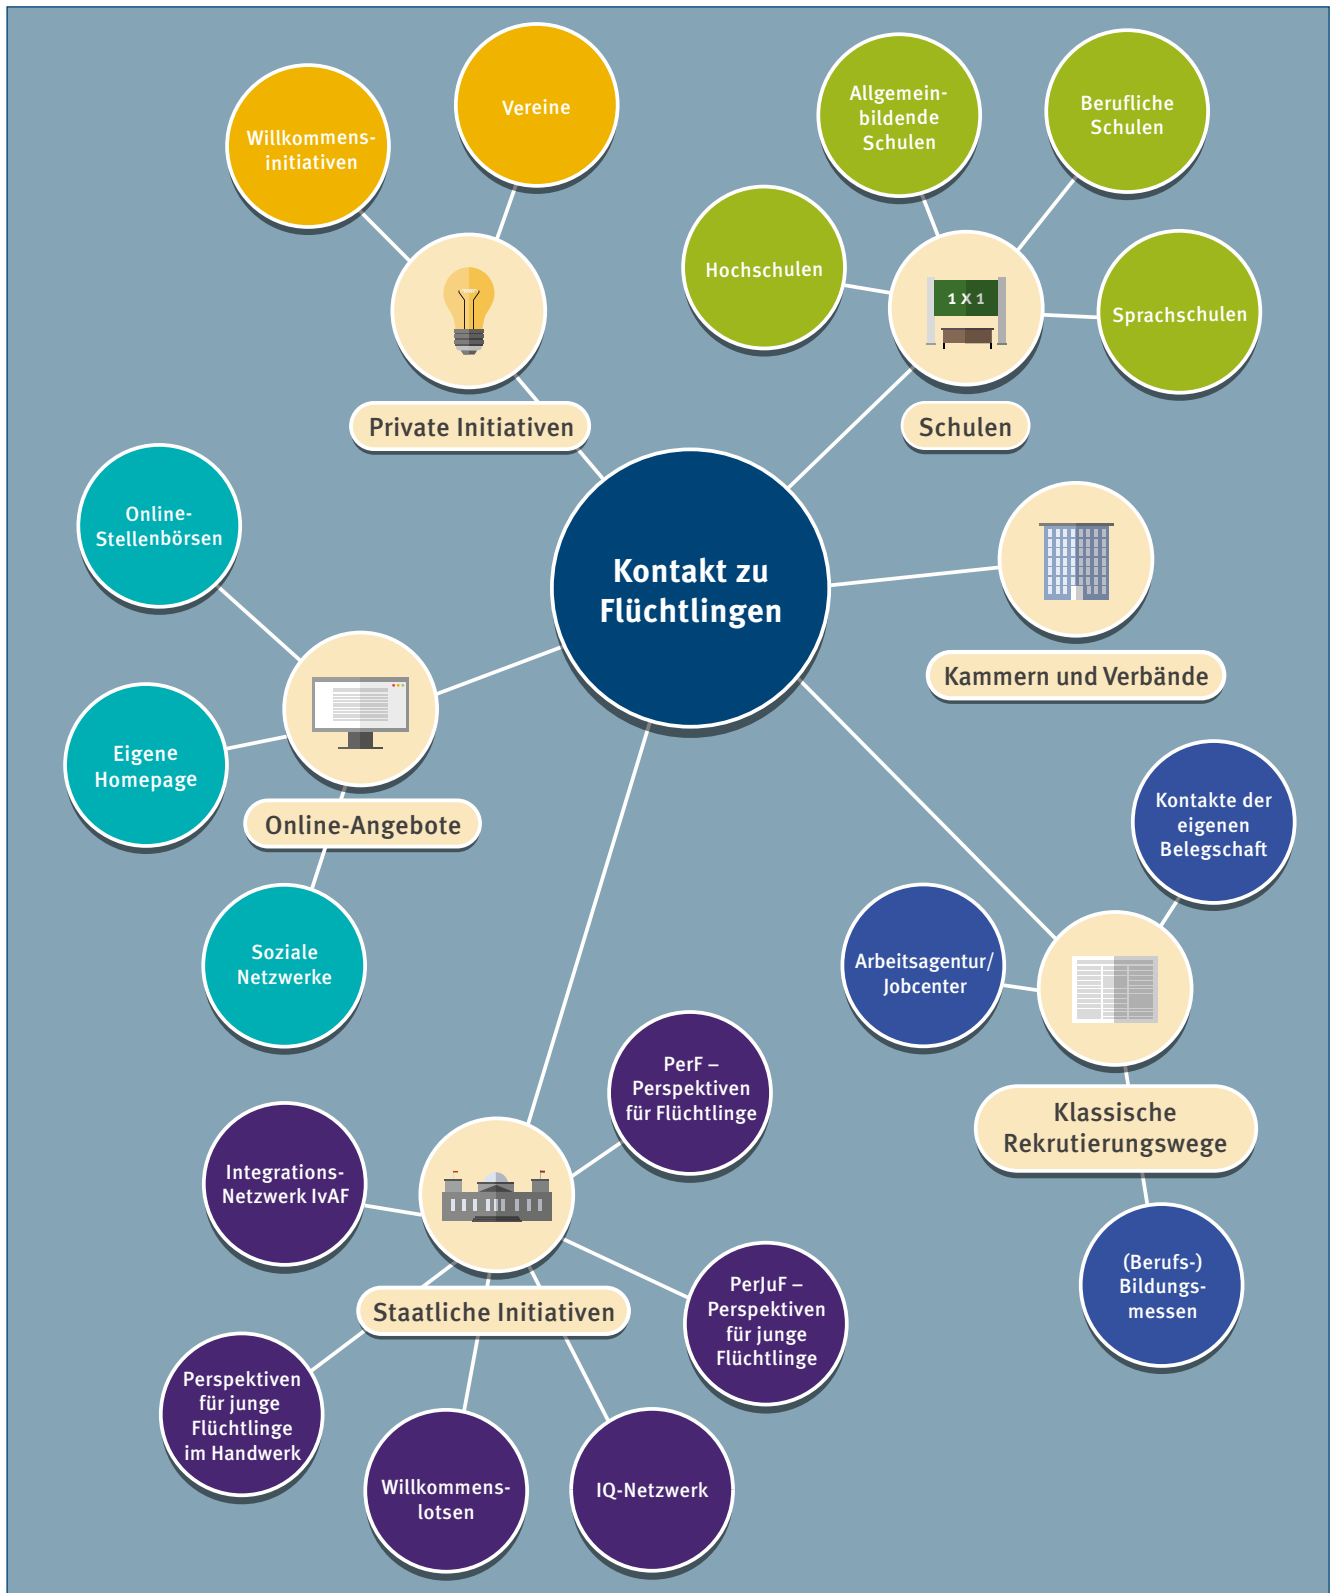 Willkommens-
initiativen
Vereine
Private Initiativen
Allgemein-
bildende
Schulen
Berufliche
Schulen
Hochschulen
Sprachschulen
1 X 1
Schulen
Kontakt zu
Flüchtlingen
Kammern und Verbände
Online-
Stellenbörsen
Eigene
Homepage
Online-Angebote
Soziale
Netzwerke
Kontakte der
eigenen
Belegschaft
Arbeitsagentur/
Jobcenter
Klassische
Rekrutierungswege
(Berufs-)
Bildungs-
messen
PerF –
Perspektiven
für Flüchtlinge
Integrations-
Netzwerk IvAF
Staatliche Initiativen
PerJuF –
Perspektiven
für junge
Flüchtlinge
Perspektiven
für junge
Flüchtlinge
im Handwerk
Willkommens-
lotsen
IQ-Netzwerk